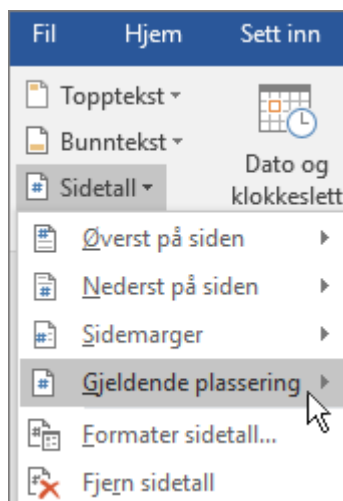 Fil Hjem Sett inn
Topptekst
Bunntekst
Sidetall
Dato og
klokkeslett
Øverst på siden
Nederst på siden
Sidemarger
Gjeldende plassering
Formater sidetall...
Fjern sidetall